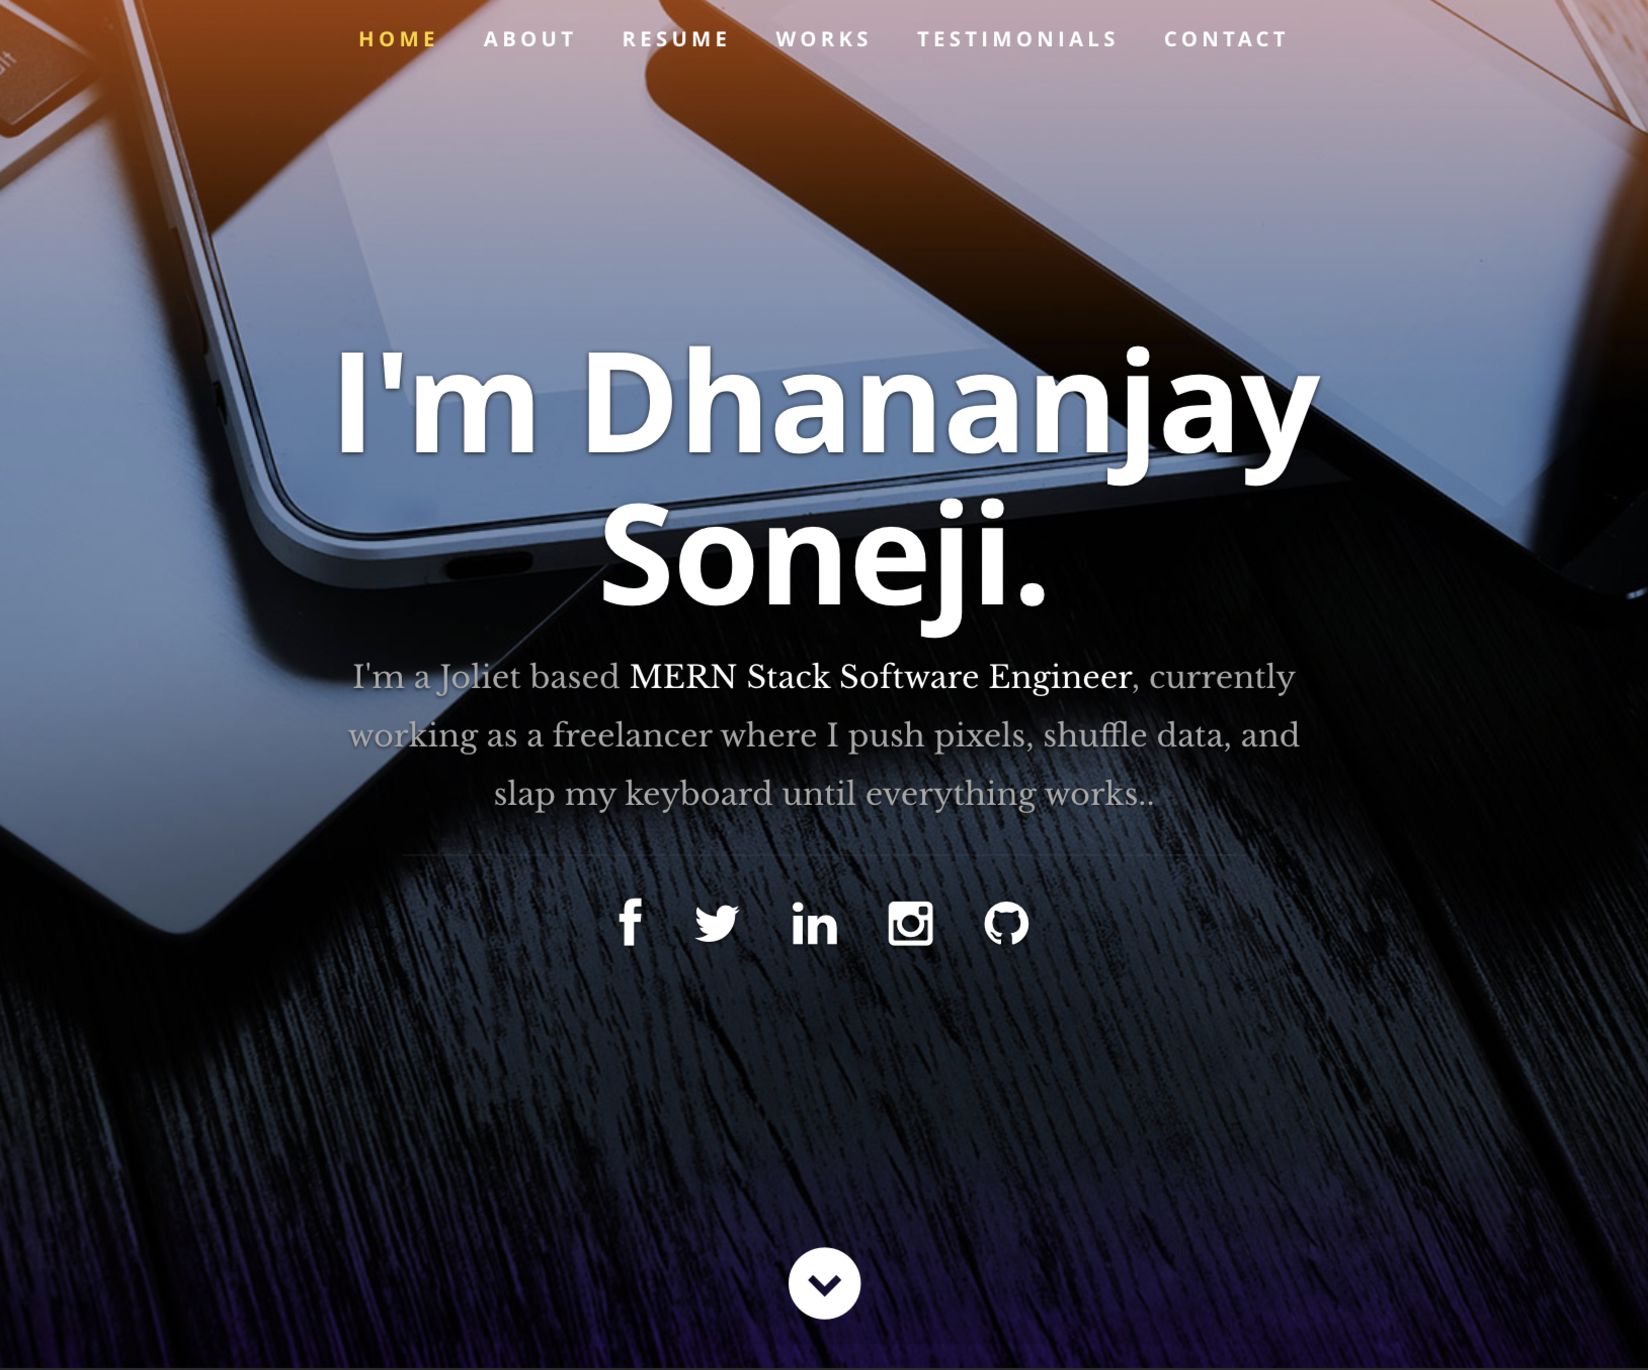 HOME ABOUT RESUME WORKS TESTIMONIALS CONTACT
I'm Dhananjay
Soneji.
I'm a Joliet based MERN Stack Software Engineer, currently
working as a freelancer where I push pixels, shuffle data, and
slap my keyboard until everything works..